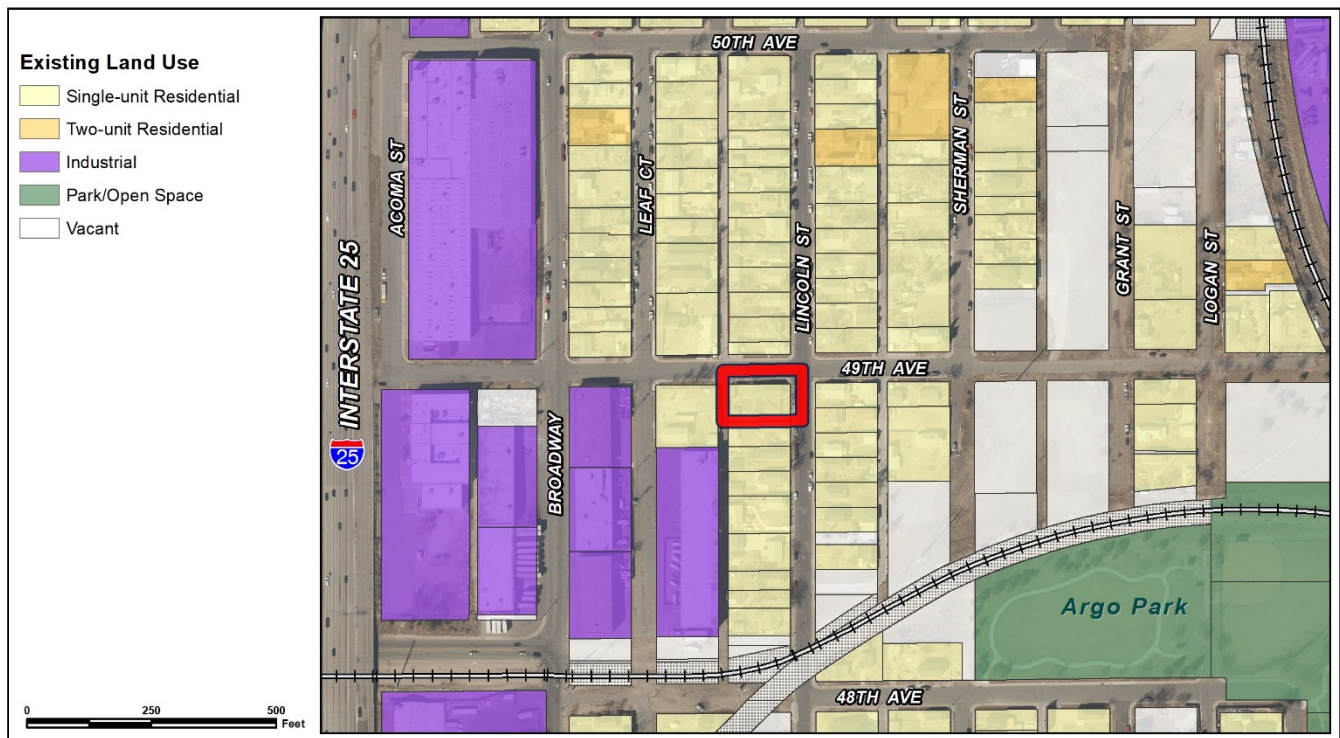 Existing Land Use
Single-unit Residential
Two-unit Residential
Industrial
Park/Open Space
Vacant
50TH AVE
ACOMA ST
LEAF CT
LINCOLN ST
SHERMAN ST
GRANT ST
LOGAN ST
INTERSTATE 25
25
49TH AVE
BROADWAY
Argo Park
48TH AVE
0 250 500
Feet